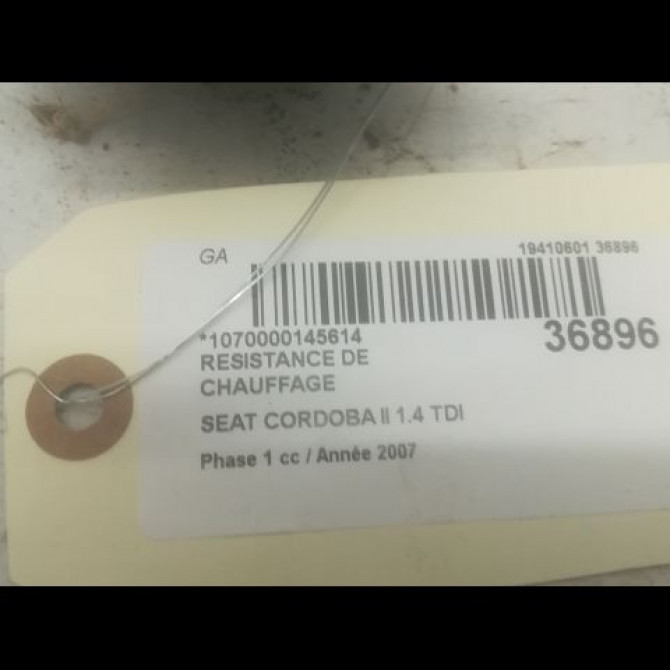 GA
19410601 36896
*1070000145614
36896
RESISTANCE DE
CHAUFFAGE
SEAT CORDOBA II 1.4 TDI
Phase 1 cc / Année 2007